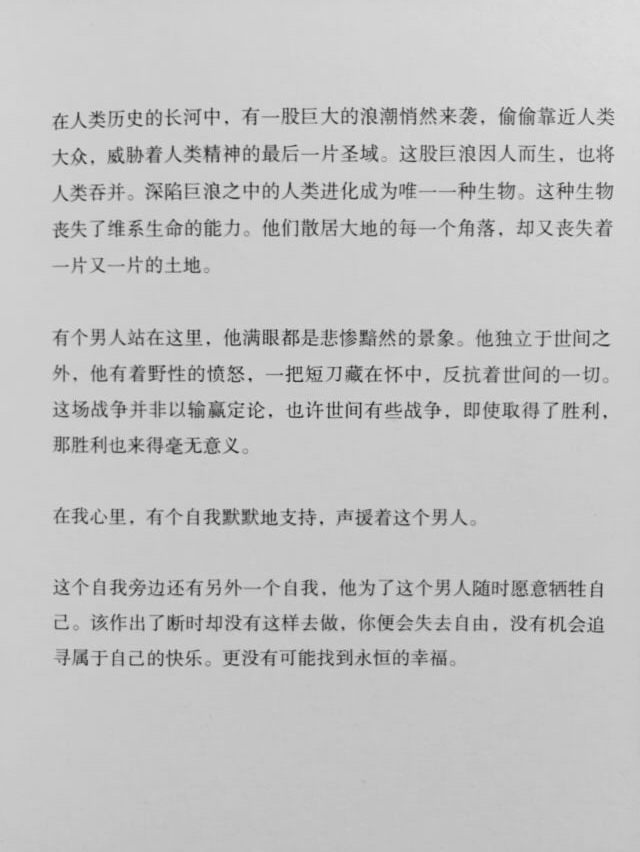 在人类历史的长河中，有一股巨大的浪潮悄然来袭，偷偷靠近人类
大众，威胁着人类精神的最后一片圣域。这股巨浪因人而生，也将
人类吞并。深陷巨浪之中的人类进化成为唯一一种生物。这种生物
丧失了维系生命的能力。他们散居大地的每一个角落，却又丧失着
一片又一片的土地。
有个男人站在这里，他满眼都是悲惨黯然的景象。他独立于世间之
外，他有着野性的愤怒，一把短刀藏在怀中，反抗着世间的一切。
这场战争并非以输赢定论，也许世间有些战争，即使取得了胜利，
那胜利也来得毫无意义。
在我心里，有个自我默默地支持，声援着这个男人。
这个自我旁边还有另外一个自我，他为了这个男人随时愿意牺牲自
己。该作出了断时却没有这样去做，你便会失去自由，没有机会追
寻属于自己的快乐。更没有可能找到永恒的幸福。